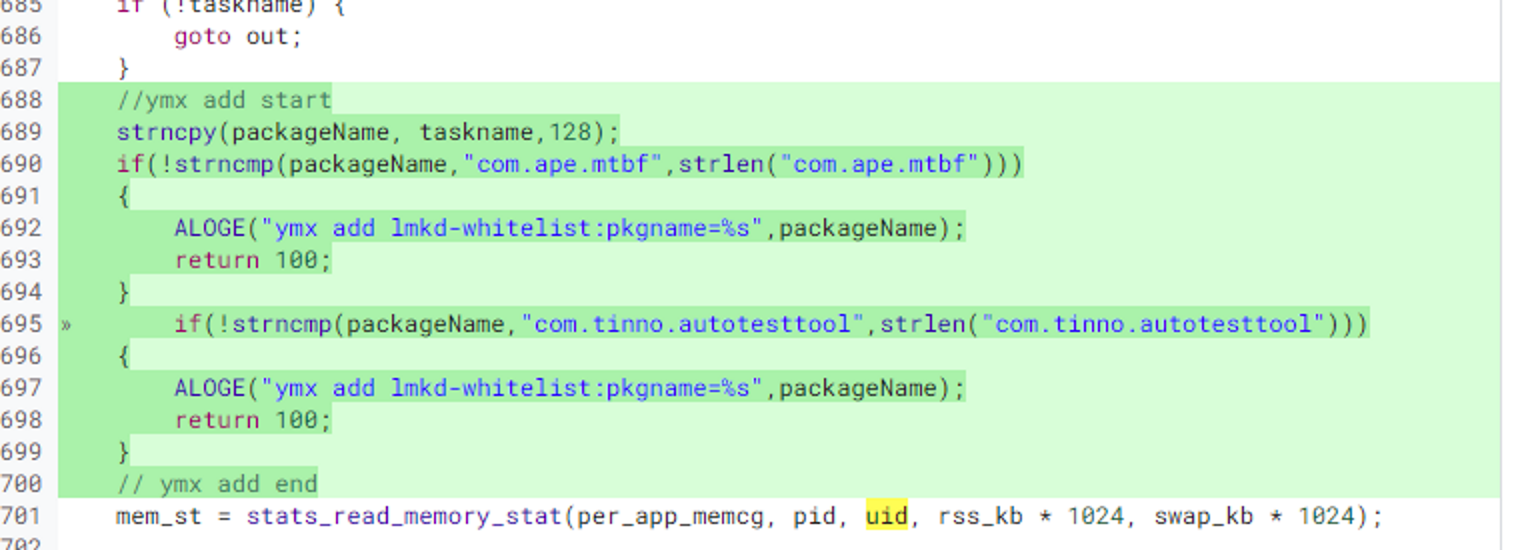 685 if (!taskname) {
686 goto out;
687 }
688 //ymx add start
689 strncpy(packageName, taskname,128);
690 if(!strncmp(packageName,"com.ape.mtbf",strlen("com.ape.mtbf")))
691 {
692 ALOGE("ymx add lmkd-whitelist:pkgname=%s",packageName);
693 return 100;
694 }
695 » if(!strncmp(packageName,"com.tinno.autotesttool",strlen("com.tinno.autotesttool")))
696 {
697 ALOGE("ymx add lmkd-whitelist:pkgname=%s",packageName);
698 return 100;
699 }
700 // ymx add end
701 mem_st = stats_read_memory_stat(per_app_memcg, pid, uid, rss_kb * 1024, swap_kb * 1024);
702